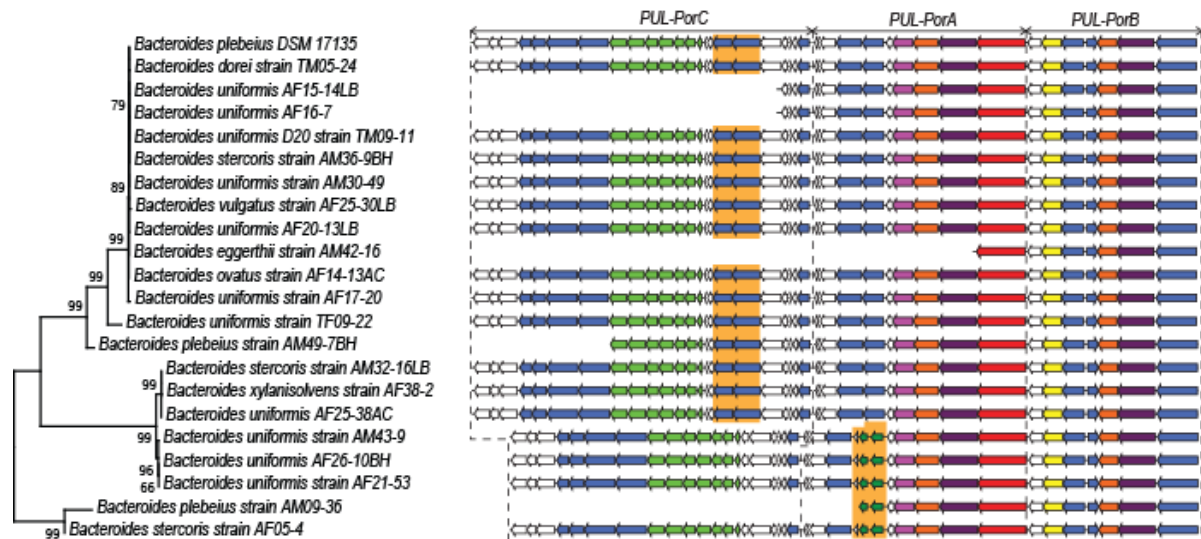 PUL-PorC PUL-PorA PUL-PorB
Bacteroides plebeius DSM 17135
Bacteroides dorei strain TM05-24
Bacteroides uniformis AF15-14LB
79
Bacteroides uniformis AF16-7
Bacteroides uniformis D20 strain TM09-11
Bacteroides stercoris strain AM36-9BH
89
Bacteroides uniformis strain AM30-49
Bacteroides vulgatus strain AF25-30LB
Bacteroides uniformis AF20-13LB
99
Bacteroides eggerthii strain AM42-16
99
Bacteroides ovatus strain AF14-13AC
Bacteroides uniformis strain AF17-20
99
Bacteroides uniformis strain TF09-22
Bacteroides plebeius strain AM49-7BH
Bacteroides stercoris strain AM32-16LB
99
Bacteroides xylanisolvens strain AF38-2
Bacteroides uniformis AF25-38AC
99
Bacteroides uniformis strain AM43-9
Bacteroides uniformis AF26-10BH
96
Bacteroides uniformis strain AF21-53
66
Bacteroides plebeius strain AM09-36
99
Bacteroides stercoris strain AF05-4